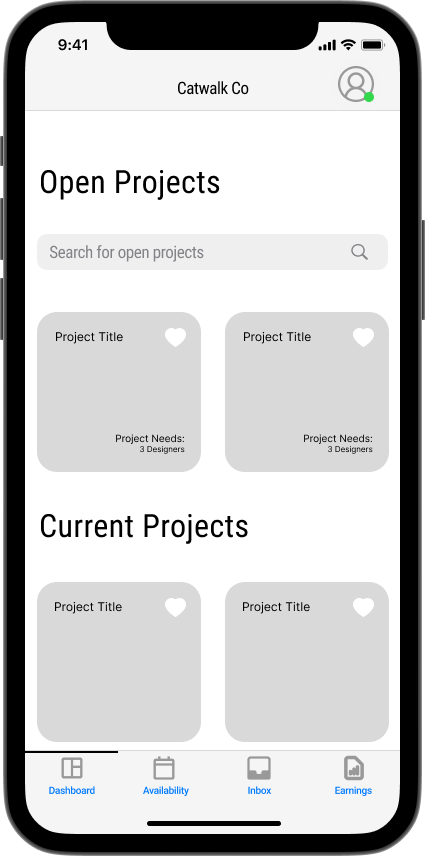 9:41
Catwalk Co
Open Projects
Search for open projects
Project Title
Project Needs:
3 Designers
Project Title
Project Needs:
3 Designers
Current Projects
Project Title
Project Title
Dashboard
Availability
Inbox
Earnings